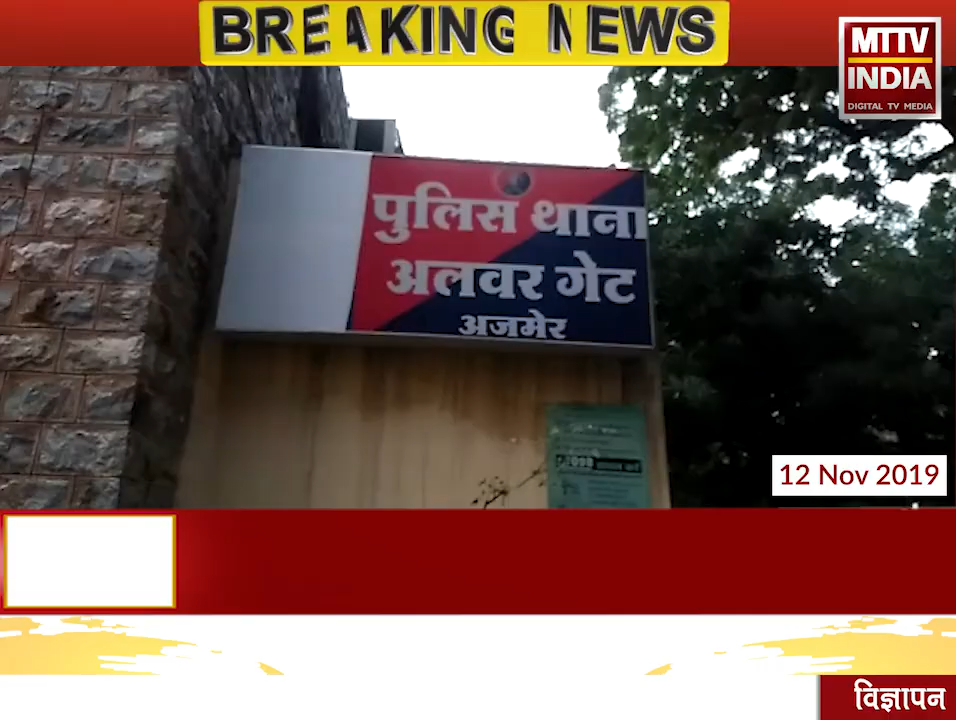 BREAKING NEWS
MTTV
INDIA
DIGITAL TV MEDIA
पुलिस थाना
अलवर गेट
अजमेर
12 Nov 2019
विज्ञापन